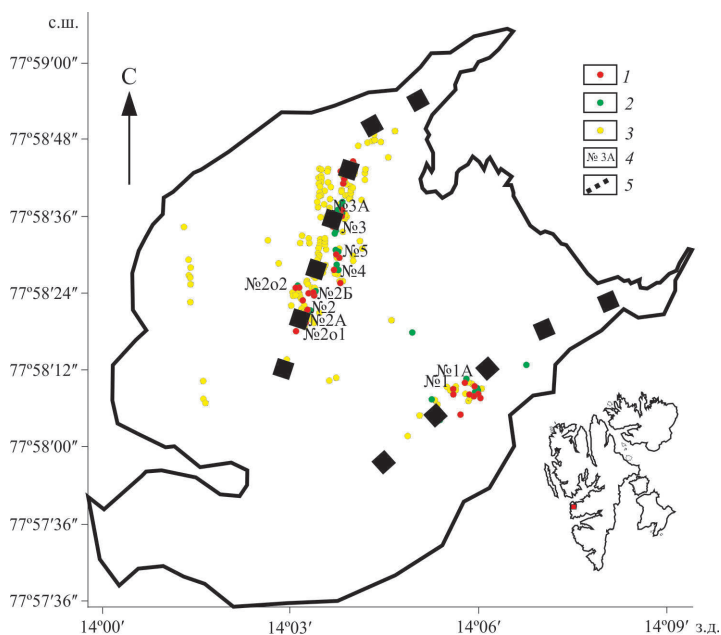 с.ш.
77º59′00″
77º58′48″
77º58′36″
77º58′24″
77º58′12″
77º58′00″
77º57′36″
77º57′36″
С
1
2
3
№ 3А 4
5
№3А
№3
№5
№4
№2о2
№2Б
№2
№2А
№2о1
№1А
№1
14º00′ 14º03′ 14º06′ 14º09′ з.д.